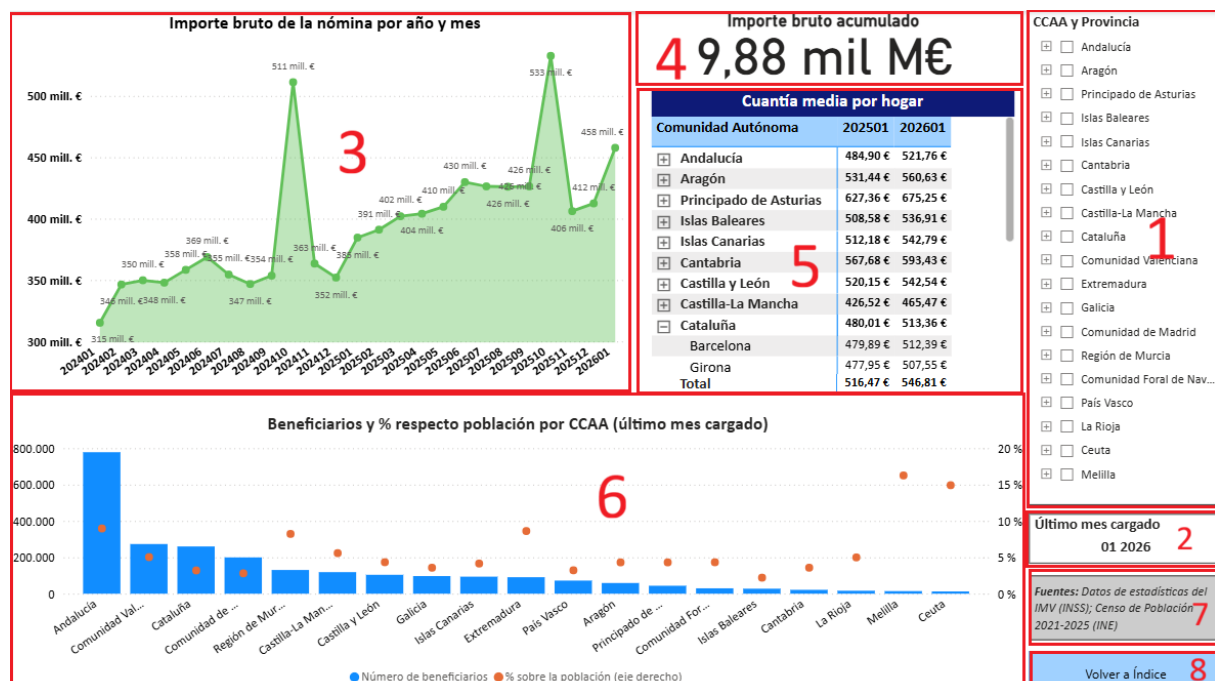 Importe bruto de la nómina por año y mes
500 mill. €
450 mill. €
400 mill. €
350 mill. €
300 mill. €
315 mill. €
346 mill. €
350 mill. €
348 mill. €
358 mill. €
369 mill. €
355 mill. €
347 mill. €
354 mill. €
511 mill. €
363 mill. €
352 mill. €
385 mill. €
391 mill. €
402 mill. €
404 mill. €
410 mill. €
430 mill. €
426 mill. €
426 mill. €
426 mill. €
533 mill. €
406 mill. €
412 mill. €
458 mill. €
202401
202402
202403
202404
202405
202406
202407
202408
202409
202410
202411
202412
202501
202502
202503
202504
202505
202506
202507
202508
202509
202510
202511
202512
202601
3
Importe bruto acumulado
4
9,88 mil M€
Cuantía media por hogar
Comunidad Autónoma 202501 202601
Andalucía 484,90 € 521,76 €
Aragón 531,44 € 560,63 €
Principado de Asturias 627,36 € 675,25 €
Islas Baleares 508,58 € 536,91 €
Islas Canarias 512,18 € 542,79 €
Cantabria 567,68 € 593,43 €
Castilla y León 520,15 € 542,54 €
Castilla-La Mancha 426,52 € 465,47 €
Cataluña 480,01 € 513,36 €
Barcelona 479,89 € 512,39 €
Girona 477,95 € 507,55 €
Total 516,47 € 546,81 €
5
CCAA y Provincia
Andalucía
Aragón
Principado de Asturias
Islas Baleares
Islas Canarias
Cantabria
Castilla y León
Castilla-La Mancha
Cataluña
Comunidad Valenciana
Extremadura
Galicia
Comunidad de Madrid
Región de Murcia
Comunidad Foral de Nav...
País Vasco
La Rioja
Ceuta
Melilla
1
Último mes cargado
01 2026
2
Fuentes: Datos de estadísticas del
IMV (INSS); Censo de Población
2021-2025 (INE)
7
Volver a Índice
8
Beneficiarios y % respecto población por CCAA (último mes cargado)
800.000
600.000
400.000
200.000
0
20 %
15 %
10 %
5 %
0 %
6
Andalucía
Comunidad Val...
Cataluña
Comunidad de ...
Región de Mur...
Castilla-La Man...
Castilla y León
Galicia
Islas Canarias
Extremadura
País Vasco
Aragón
Principado de ...
Comunidad For...
Islas Baleares
Cantabria
La Rioja
Melilla
Ceuta
Número de beneficiarios
% sobre la población (eje derecho)